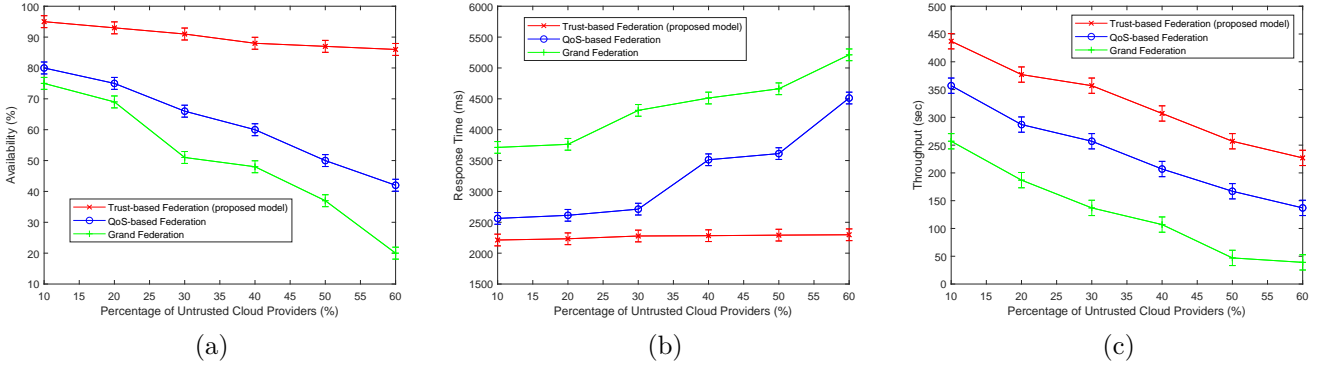 100
90
80
70
60
50
40
30
20
10
Availability (%)
Trust-based Federation (proposed model)
QoS-based Federation
Grand Federation
10 15 20 25 30 35 40 45 50 55 60
Percentage of Untrusted Cloud Providers (%)
(a)
6000
5500
5000
4500
4000
3500
3000
2500
2000
1500
Response Time (ms)
Trust-based Federation (proposed model)
QoS-based Federation
Grand Federation
10 15 20 25 30 35 40 45 50 55 60
Percentage of Untrusted Cloud Providers (%)
(b)
500
450
400
350
300
250
200
150
100
50
0
Throughput (sec)
Trust-based Federation (proposed model)
QoS-based Federation
Grand Federation
10 15 20 25 30 35 40 45 50 55 60
Percentage of Untrusted Cloud Providers (%)
(c)